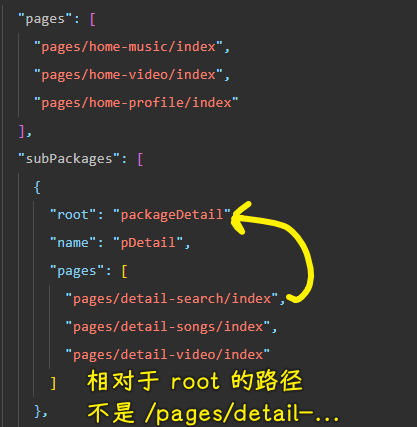 "pages": [
"pages/home-music/index",
"pages/home-video/index",
"pages/home-profile/index"
],
"subPackages": [
{
"root": "packageDetail"
"name": "pDetail",
"pages": [
"pages/detail-search/index",
"pages/detail-songs/index",
"pages/detail-video/index"
]
相对于 root 的路径
不是 /pages/detail-...
},